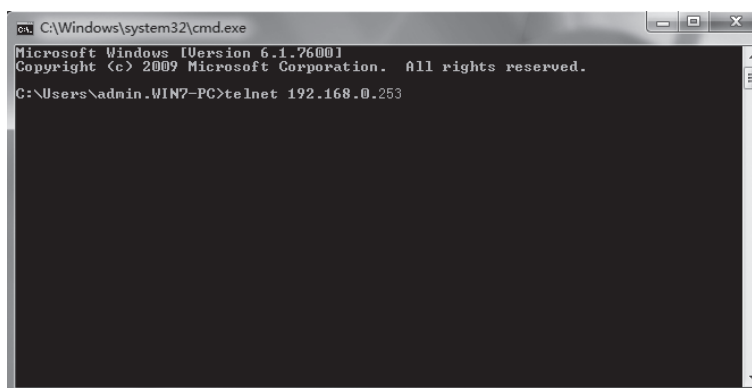 C:\Windows\system32\cmd.exe
Microsoft Windows [Version 6.1.7600]
Copyright (c) 2009 Microsoft Corporation.  All rights reserved.
C:\Users\admin.WIN7-PC>telnet 192.168.0.253